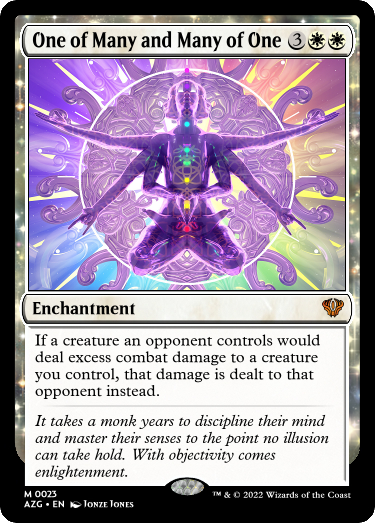 One of Many and Many of One 3
Enchantment
If a creature an opponent controls would
deal excess combat damage to a creature
you control, that damage is dealt to that
opponent instead.
It takes a monk years to discipline their mind
and master their senses to the point no illusion
can take hold. With objectivity comes
enlightenment.
M 0023
AZG • EN Jonze Jones
™ & © 2022 Wizards of the Coast